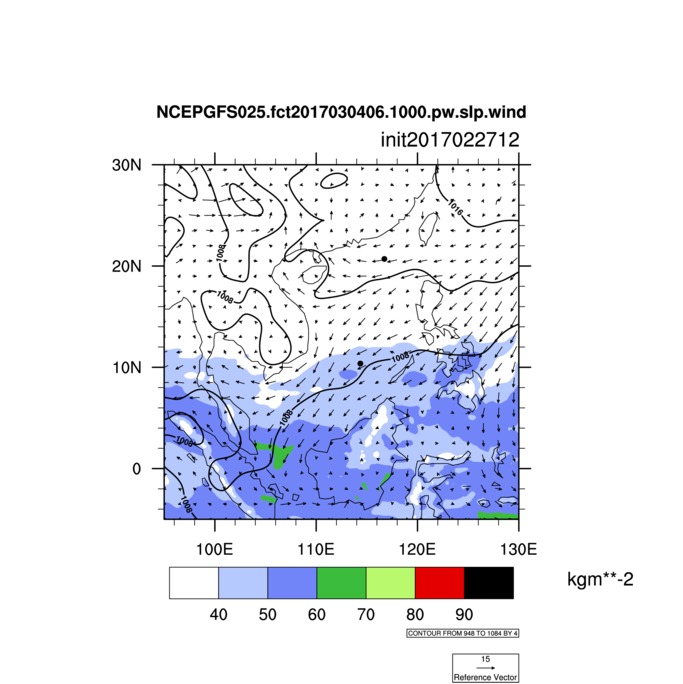 NCEPGFS025.fct2017030406.1000.pw.slp.wind
init2017022712
30N
20N
10N
0
100E 110E 120E 130E
1016
1008
1008
1008
1008
1008
1008
kgm**-2
40 50 60 70 80 90
CONTOUR FROM 948 TO 1084 BY 4
15
Reference Vector